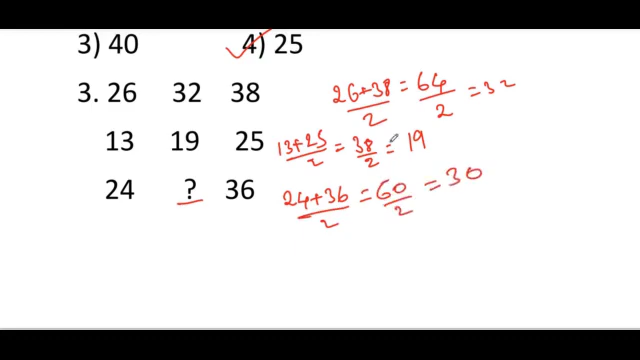 3) 40 4) 25
3. 26 32 38 26+38/2 = 64/2 = 32
13 19 25 13+25/2 = 38/2 = 19
24 ? 36 24+36/2 = 60/2 = 30